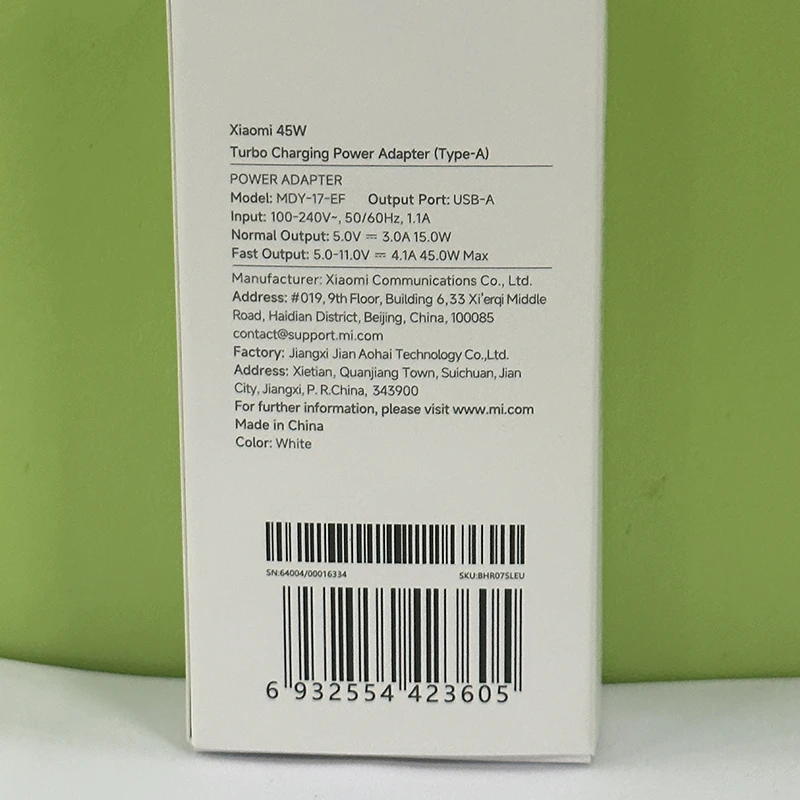 Xiaomi 45W
Turbo Charging Power Adapter (Type-A)
POWER ADAPTER
Model: MDY-17-EF Output Port: USB-A
Input: 100-240V~, 50/60Hz, 1.1A
Normal Output: 5.0V ⎓ 3.0A 15.0W
Fast Output: 5.0-11.0V ⎓ 4.1A 45.0W Max
Manufacturer: Xiaomi Communications Co., Ltd.
Address: #019, 9th Floor, Building 6, 33 Xi'erqi Middle
Road, Haidian District, Beijing, China, 100085
contact@support.mi.com
Factory: Jiangxi Jian Aohai Technology Co.,Ltd.
Address: Xietian, Quanjiang Town, Suichuan, Jian
City, Jiangxi, P. R.China, 343900
For further information, please visit www.mi.com
Made in China
Color: White
SN:64004/00016334 SKU:BHR07SLEU
6 932554 423605